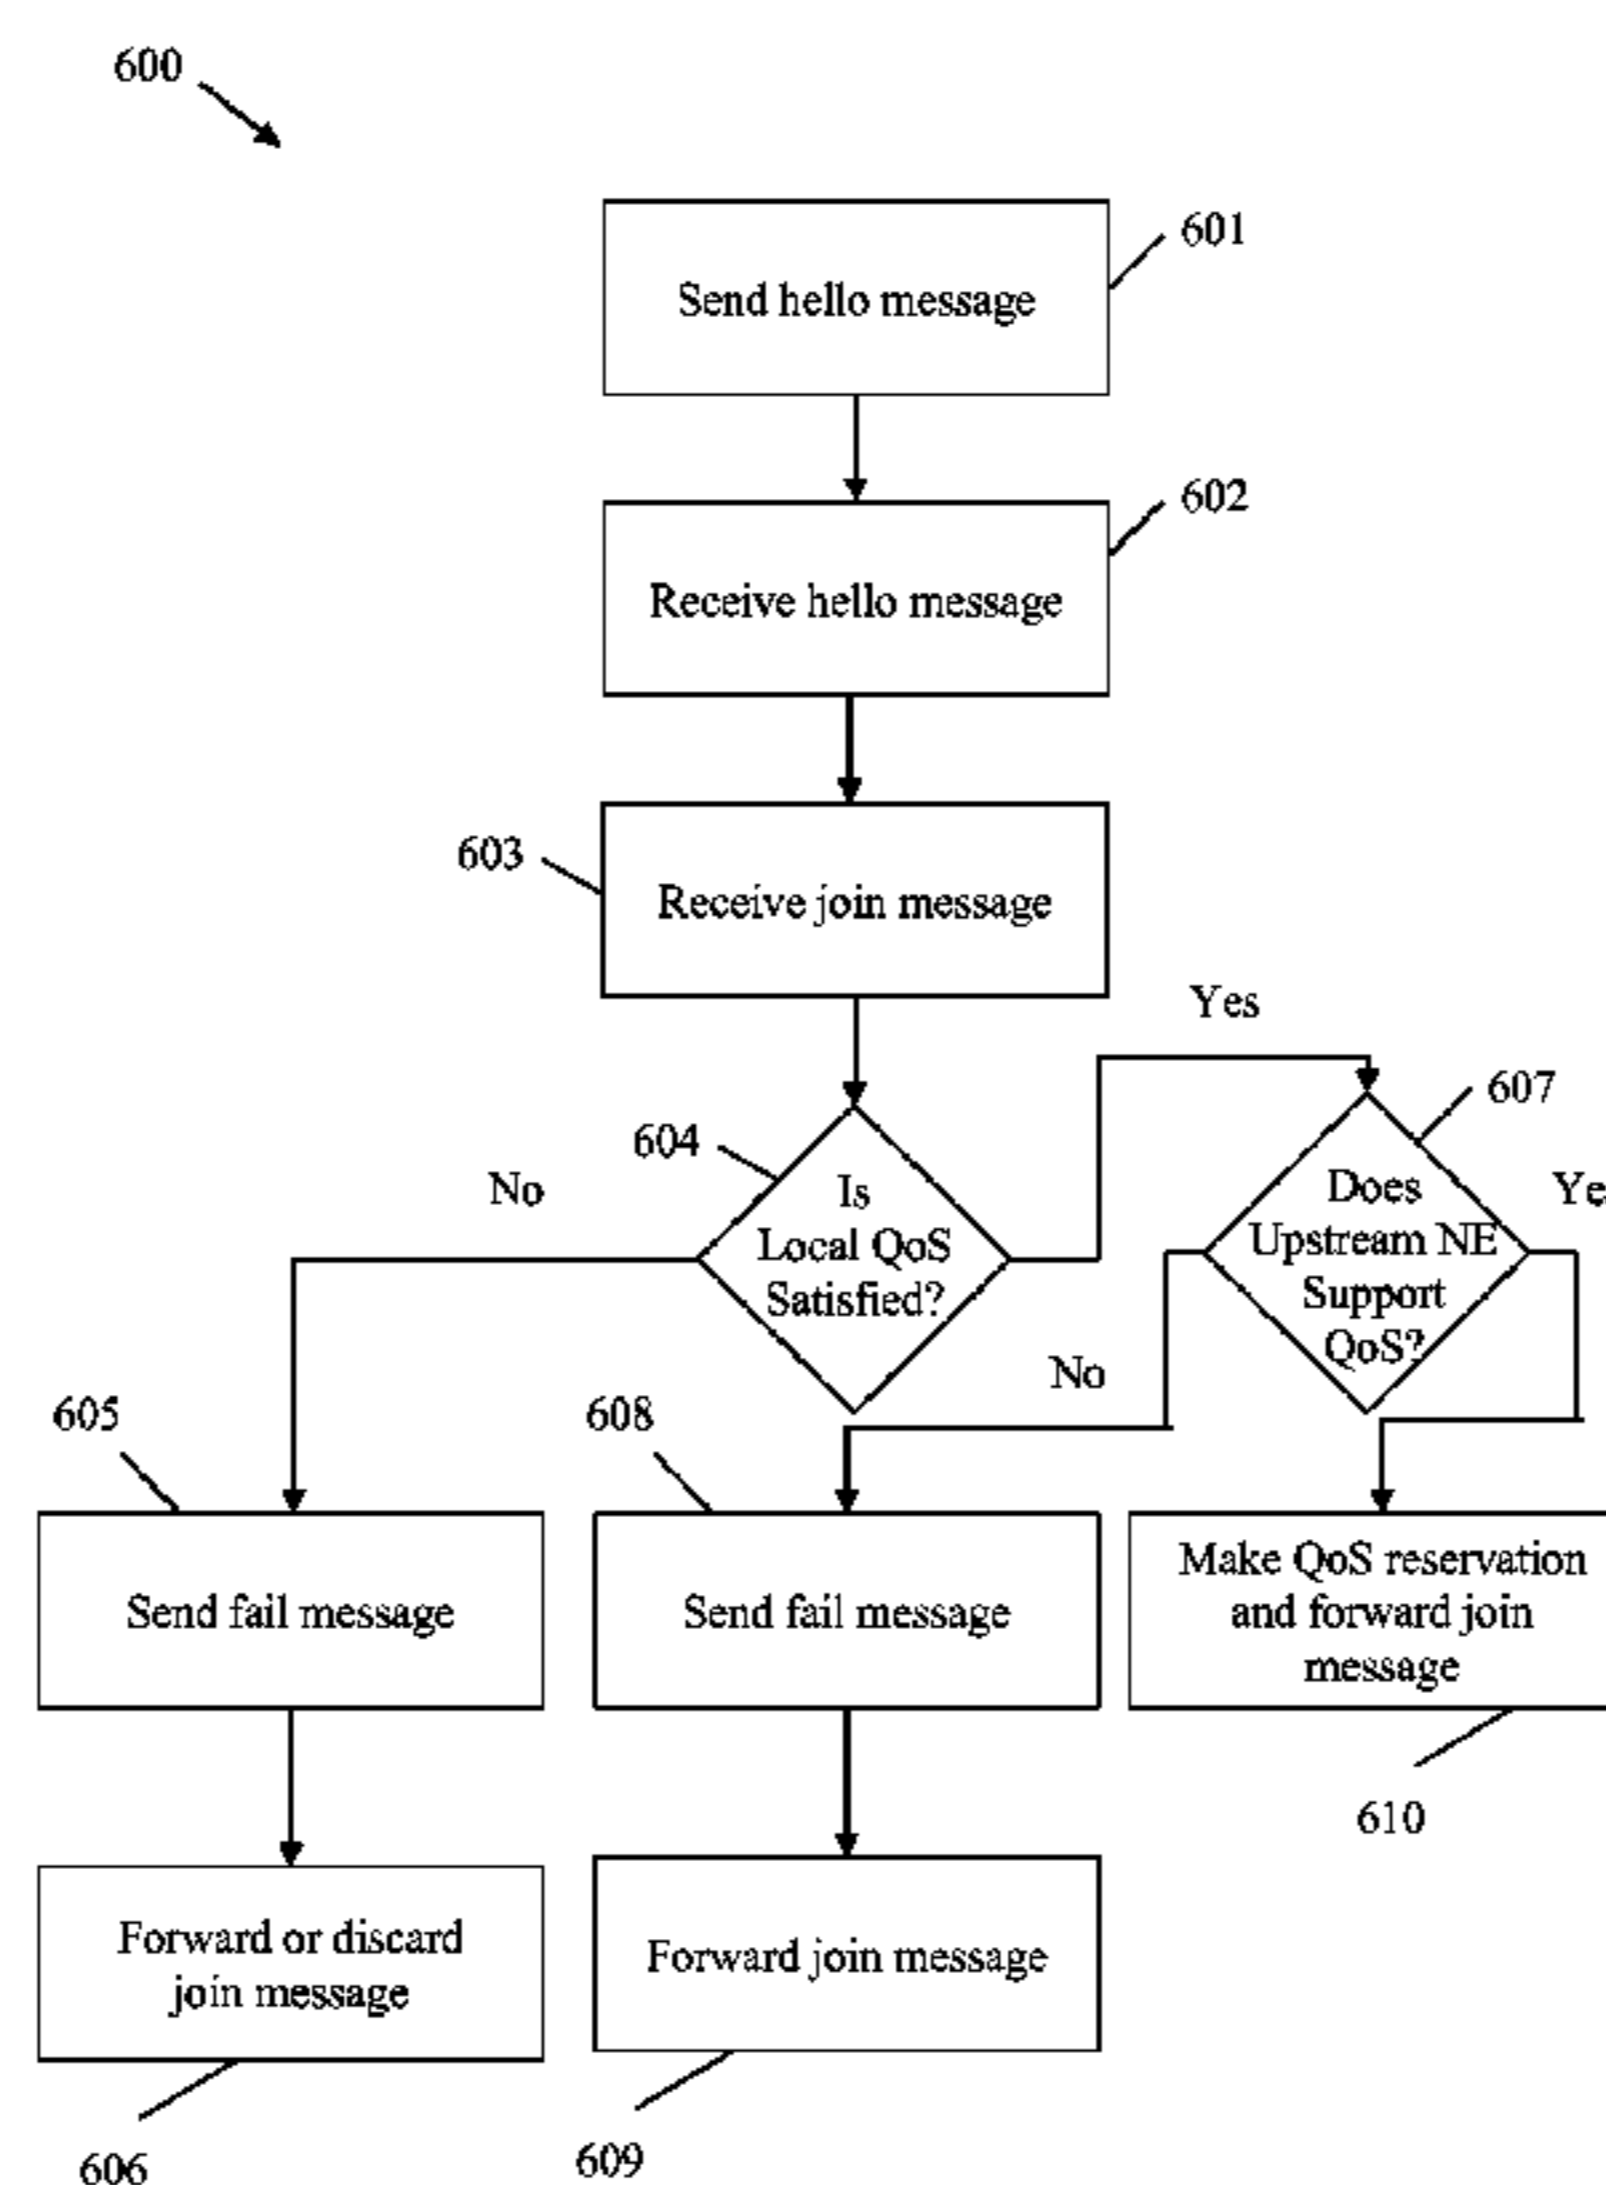 600
601
Send hello message
602
Receive hello message
603
Receive join message
Yes
604
No
Is
Local QoS
Satisfied?
607
Does
Upstream NE
Support
QoS?
Ye
No
605
608
Send fail message
Send fail message
Make QoS reservation
and forward join
message
610
Forward or discard
join message
Forward join message
606
609